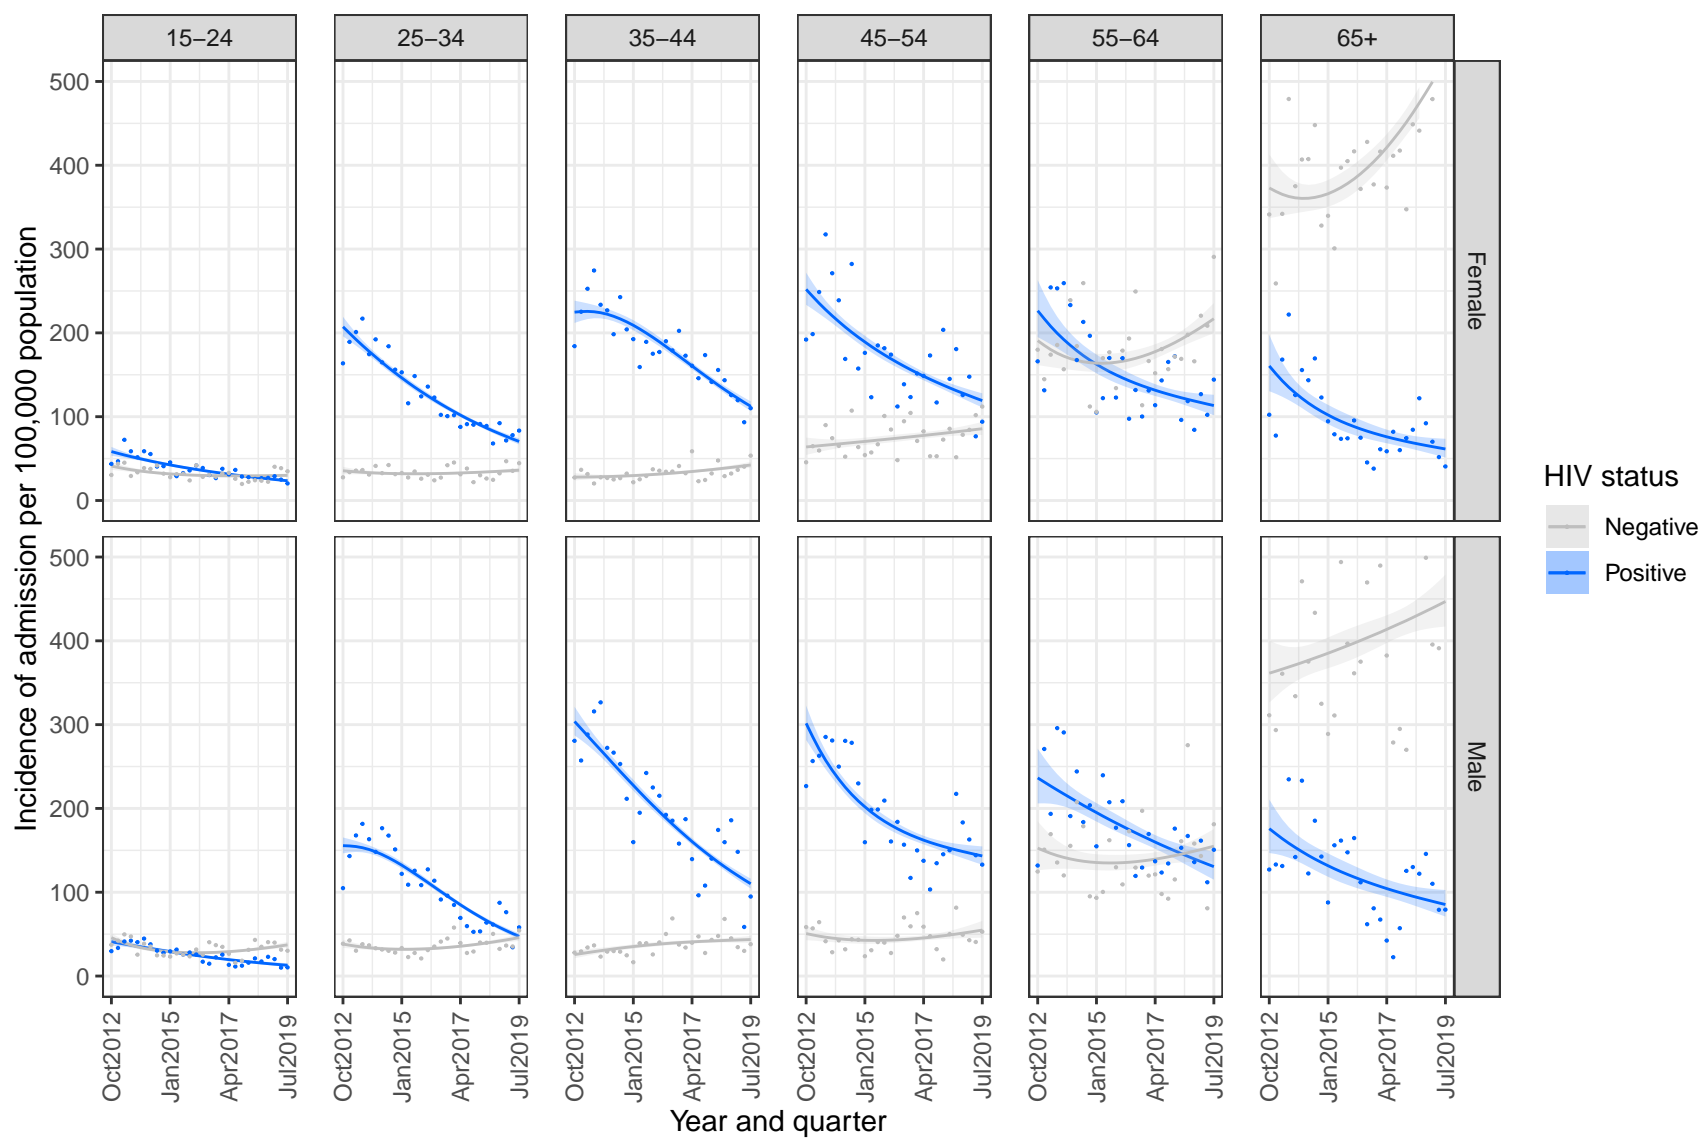 15−24 25−34 35−44 45−54 55−64 65+
500
400
300
200
100
0
Female
500
400
300
200
100
0
Male
Incidence of admission per 100,000 population
Oct2012 Jan2015 Apr2017 Jul2019 Oct2012 Jan2015 Apr2017 Jul2019 Oct2012 Jan2015 Apr2017 Jul2019 Oct2012 Jan2015 Apr2017 Jul2019 Oct2012 Jan2015 Apr2017 Jul2019 Oct2012 Jan2015 Apr2017 Jul2019
Year and quarter
HIV status
Negative
Positive